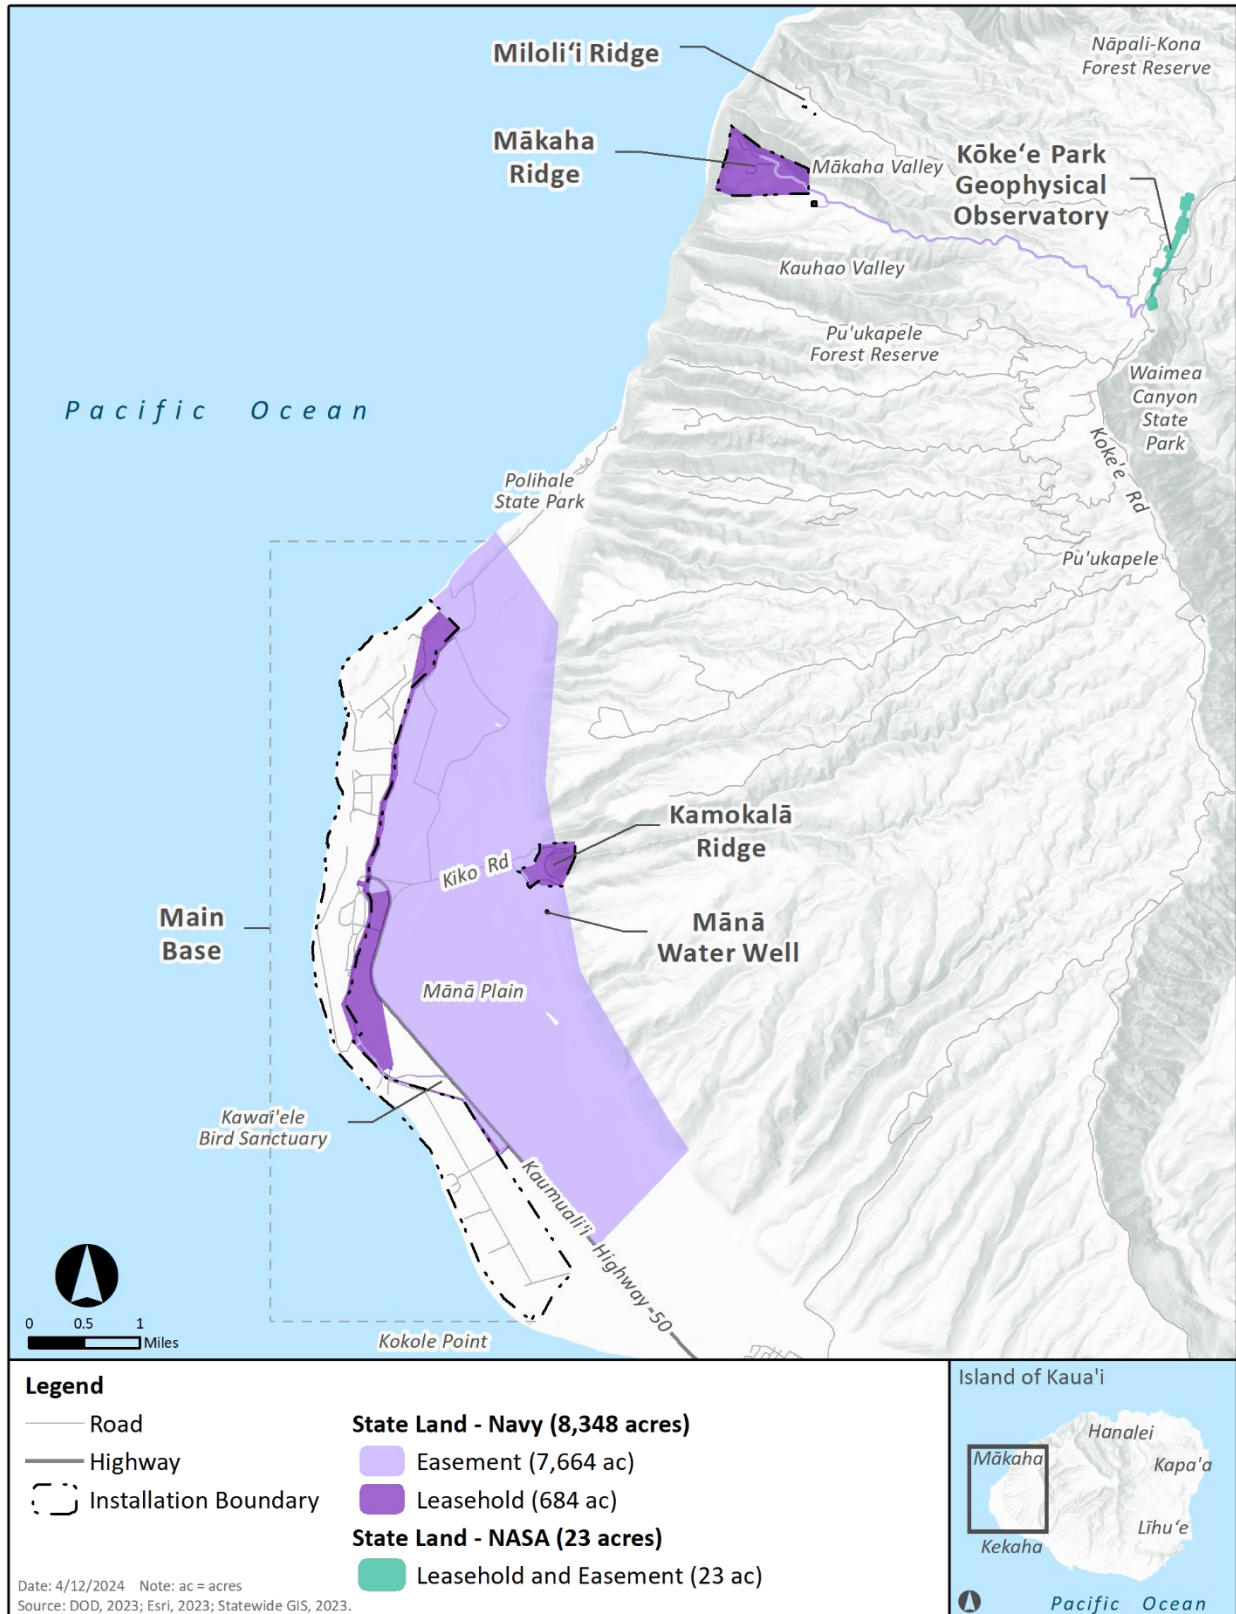 Nāpali-Kona
Forest Reserve
Miloli‘i Ridge
Mākaha
Ridge
Mākaha Valley
Kōke‘e Park
Geophysical
Observatory
Kauhao Valley
Pu'ukapele
Forest Reserve
Waimea
Canyon
State
Park
Pacific Ocean
Koke'e Rd
Polihale
State Park
Pu'ukapele
Kamokalā
Ridge
Kiko Rd
Main
Base
Mānā
Water Well
Mānā Plain
Kawai'ele
Bird Sanctuary
Kaumuali'i Highway-50
0 0.5 1
Miles
Kokole Point
Legend
Road
Highway
Installation Boundary
State Land - Navy (8,348 acres)
Easement (7,664 ac)
Leasehold (684 ac)
State Land - NASA (23 acres)
Leasehold and Easement (23 ac)
Date: 4/12/2024 Note: ac = acres
Source: DOD, 2023; Esri, 2023; Statewide GIS, 2023.
Island of Kaua'i
Hanalei
Mākaha
Kapa'a
Līhu‘e
Kekaha
Pacific Ocean